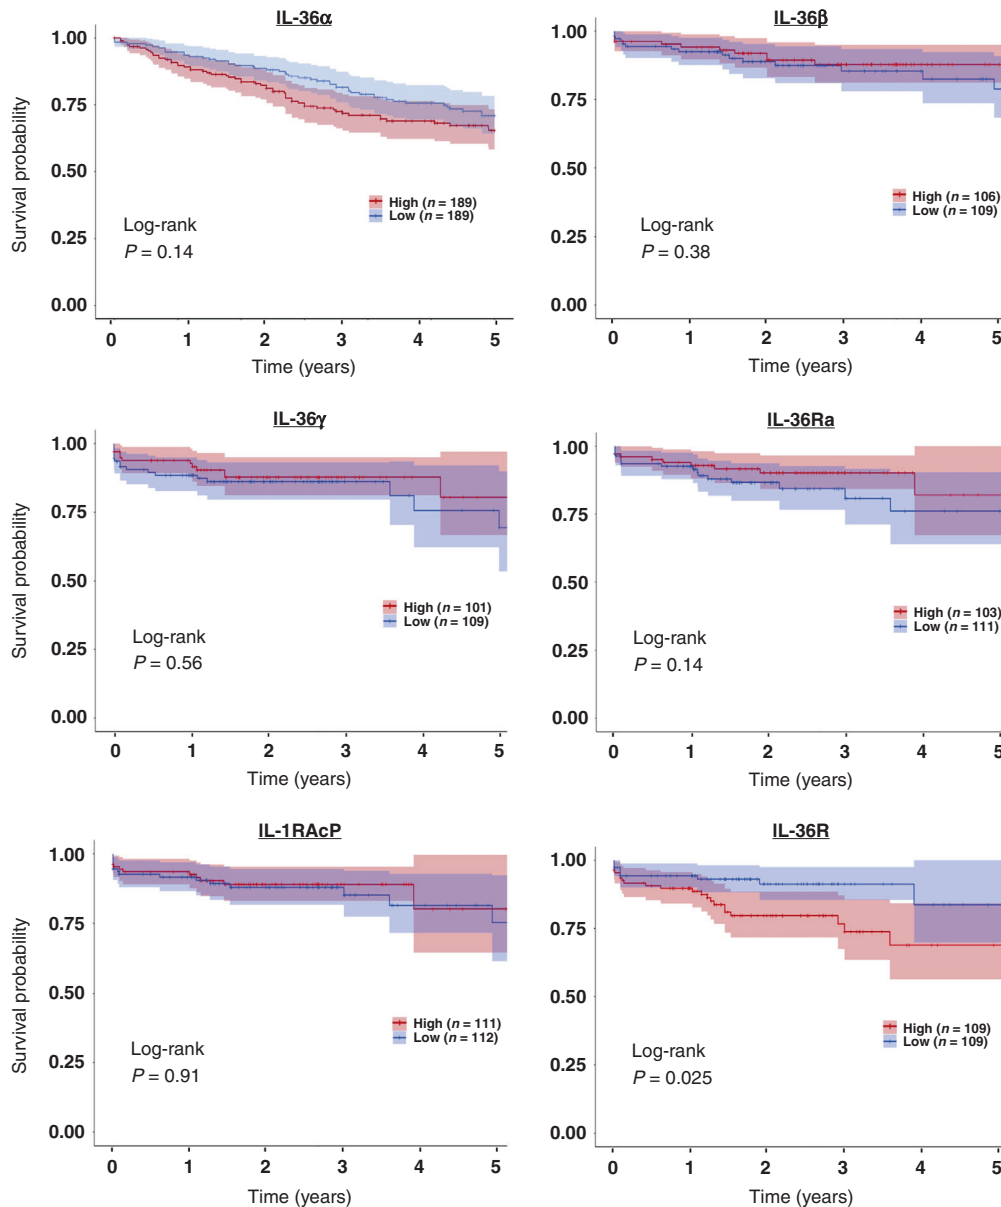 IL-36α
1.00
0.75
0.50
0.25
0.00
Survival probability
High (n = 189)
Low (n = 189)
Log-rank
P = 0.14
0 1 2 3 4 5
Time (years)
IL-36β
1.00
0.75
0.50
0.25
0.00
High (n = 106)
Low (n = 109)
Log-rank
P = 0.38
0 1 2 3 4 5
Time (years)
IL-36γ
1.00
0.75
0.50
0.25
0.00
Survival probability
High (n = 101)
Low (n = 109)
Log-rank
P = 0.56
0 1 2 3 4 5
Time (years)
IL-36Ra
1.00
0.75
0.50
0.25
0.00
High (n = 103)
Low (n = 111)
Log-rank
P = 0.14
0 1 2 3 4 5
Time (years)
IL-1RAcP
1.00
0.75
0.50
0.25
0.00
Survival probability
High (n = 111)
Low (n = 112)
Log-rank
P = 0.91
0 1 2 3 4 5
Time (years)
IL-36R
1.00
0.75
0.50
0.25
0.00
High (n = 109)
Low (n = 109)
Log-rank
P = 0.025
0 1 2 3 4 5
Time (years)